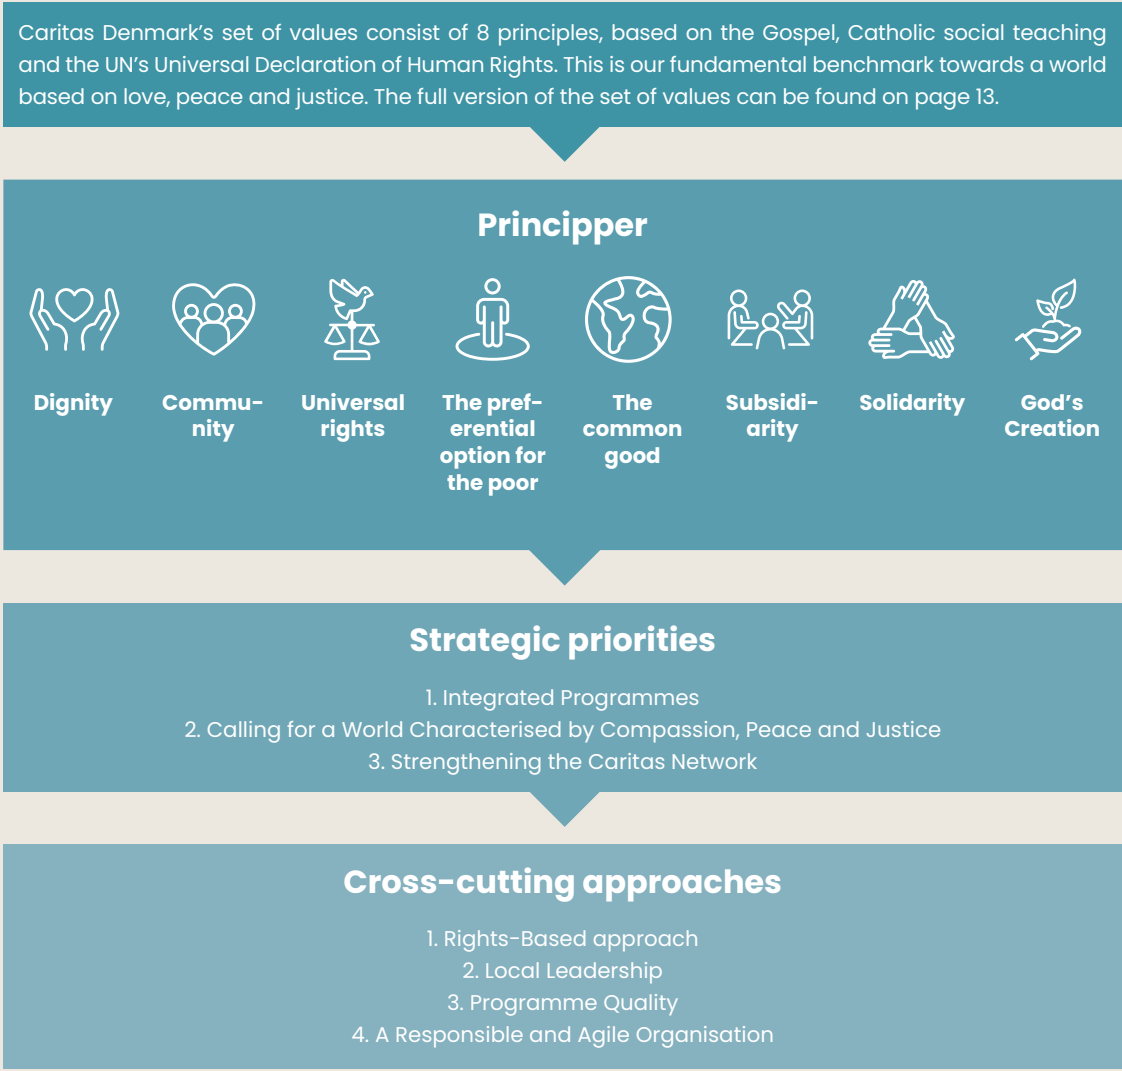 Caritas Denmark's set of values consist of 8 principles, based on the Gospel, Catholic social teaching
and the UN's Universal Declaration of Human Rights. This is our fundamental benchmark towards a world
based on love, peace and justice. The full version of the set of values can be found on page 13.
Principper
Dignity
Commu-
nity
Universal
rights
The pref-
erential
option for
the poor
The
common
good
Subsidi-
arity
Solidarity
God's
Creation
Strategic priorities
1. Integrated Programmes
2. Calling for a World Characterised by Compassion, Peace and Justice
3. Strengthening the Caritas Network
Cross-cutting approaches
1. Rights-Based approach
2. Local Leadership
3. Programme Quality
4. A Responsible and Agile Organisation